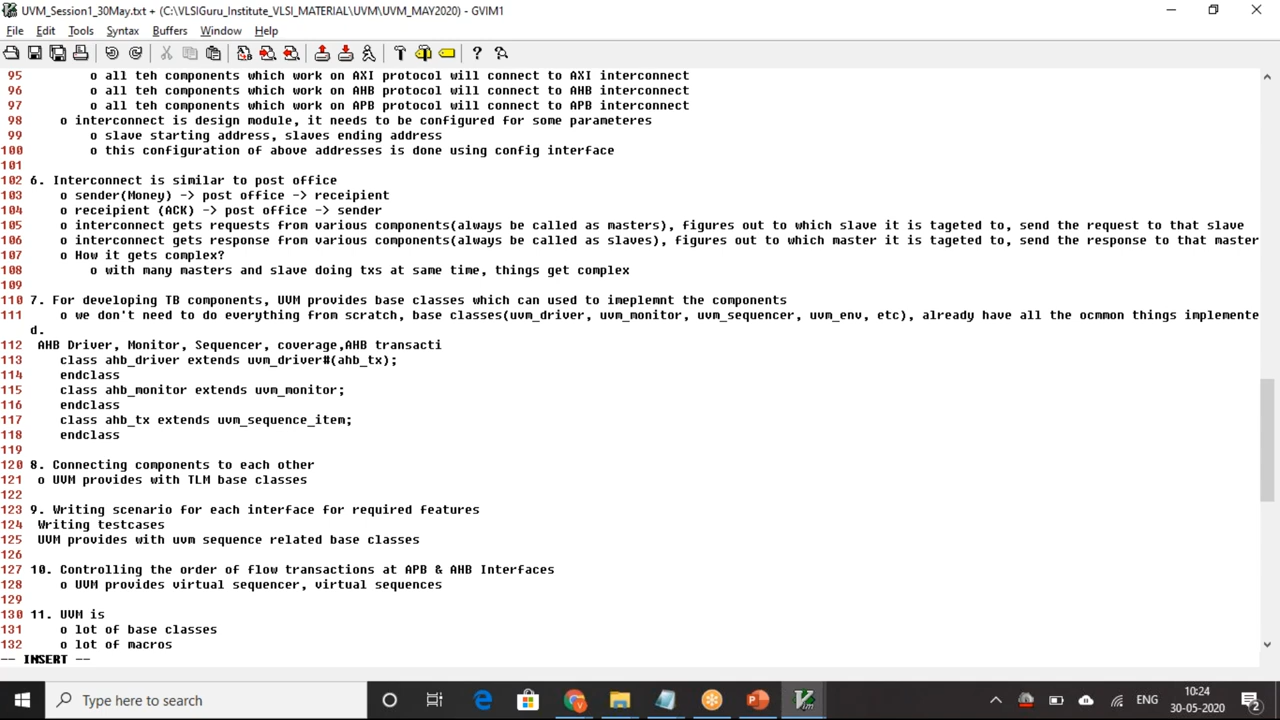 UVM_Session1_30May.txt + (C:\VLSIGuru_Institute_VLSI_MATERIAL\UVM\UVM_MAY2020) - GVIM1
File Edit Tools Syntax Buffers Window Help
95 o all teh components which work on AXI protocol will connect to AXI interconnect
96 o all teh components which work on AHB protocol will connect to AHB interconnect
97 o all teh components which work on APB protocol will connect to APB interconnect
98 o interconnect is design module, it needs to be configured for some parameteres
99 o slave starting address, slaves ending address
100 o this configuration of above addresses is done using config interface
101
102 6. Interconnect is similar to post office
103 o sender(Money) -> post office -> receipient
104 o receipient (ACK) -> post office -> sender
105 o interconnect gets requests from various components(always be called as masters), figures out to which slave it is tageted to, send the request to that slave
106 o interconnect gets response from various components(always be called as slaves), figures out to which master it is tageted to, send the response to that master
107 o How it gets complex?
108 o with many masters and slave doing txs at same time, things get complex
109
110 7. For developing TB components, UVM provides base classes which can used to imeplemnt the components
111 o we don't need to do everything from scratch, base classes(uvm_driver, uvm_monitor, uvm_sequencer, uvm_env, etc), already have all the ocmmon things implemente
d.
112 AHB Driver, Monitor, Sequencer, coverage,AHB transacti
113 class ahb_driver extends uvm_driver#(ahb_tx);
114 endclass
115 class ahb_monitor extends uvm_monitor;
116 endclass
117 class ahb_tx extends uvm_sequence_item;
118 endclass
119
120 8. Connecting components to each other
121 o UVM provides with TLM base classes
122
123 9. Writing scenario for each interface for required features
124 Writing testcases
125 UVM provides with uvm sequence related base classes
126
127 10. Controlling the order of flow transactions at APB & AHB Interfaces
128 o UVM provides virtual sequencer, virtual sequences
129
130 11. UVM is
131 o lot of base classes
132 o lot of macros
-- INSERT --
Type here to search
ENG
10:24
30-05-2020
2